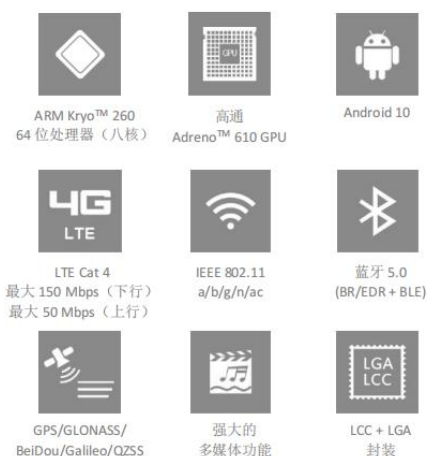 GPU
ARM Kryo™ 260
64 位处理器（八核）
高通
Adreno™ 610 GPU
Android 10
4G
LTE
LTE Cat 4
最大 150 Mbps（下行）
最大 50 Mbps（上行）
IEEE 802.11
a/b/g/n/ac
蓝牙 5.0
(BR/EDR + BLE)
GPS/GLONASS/
BeiDou/Galileo/QZSS
强大的
多媒体功能
LGA
LCC
LCC + LGA
封装